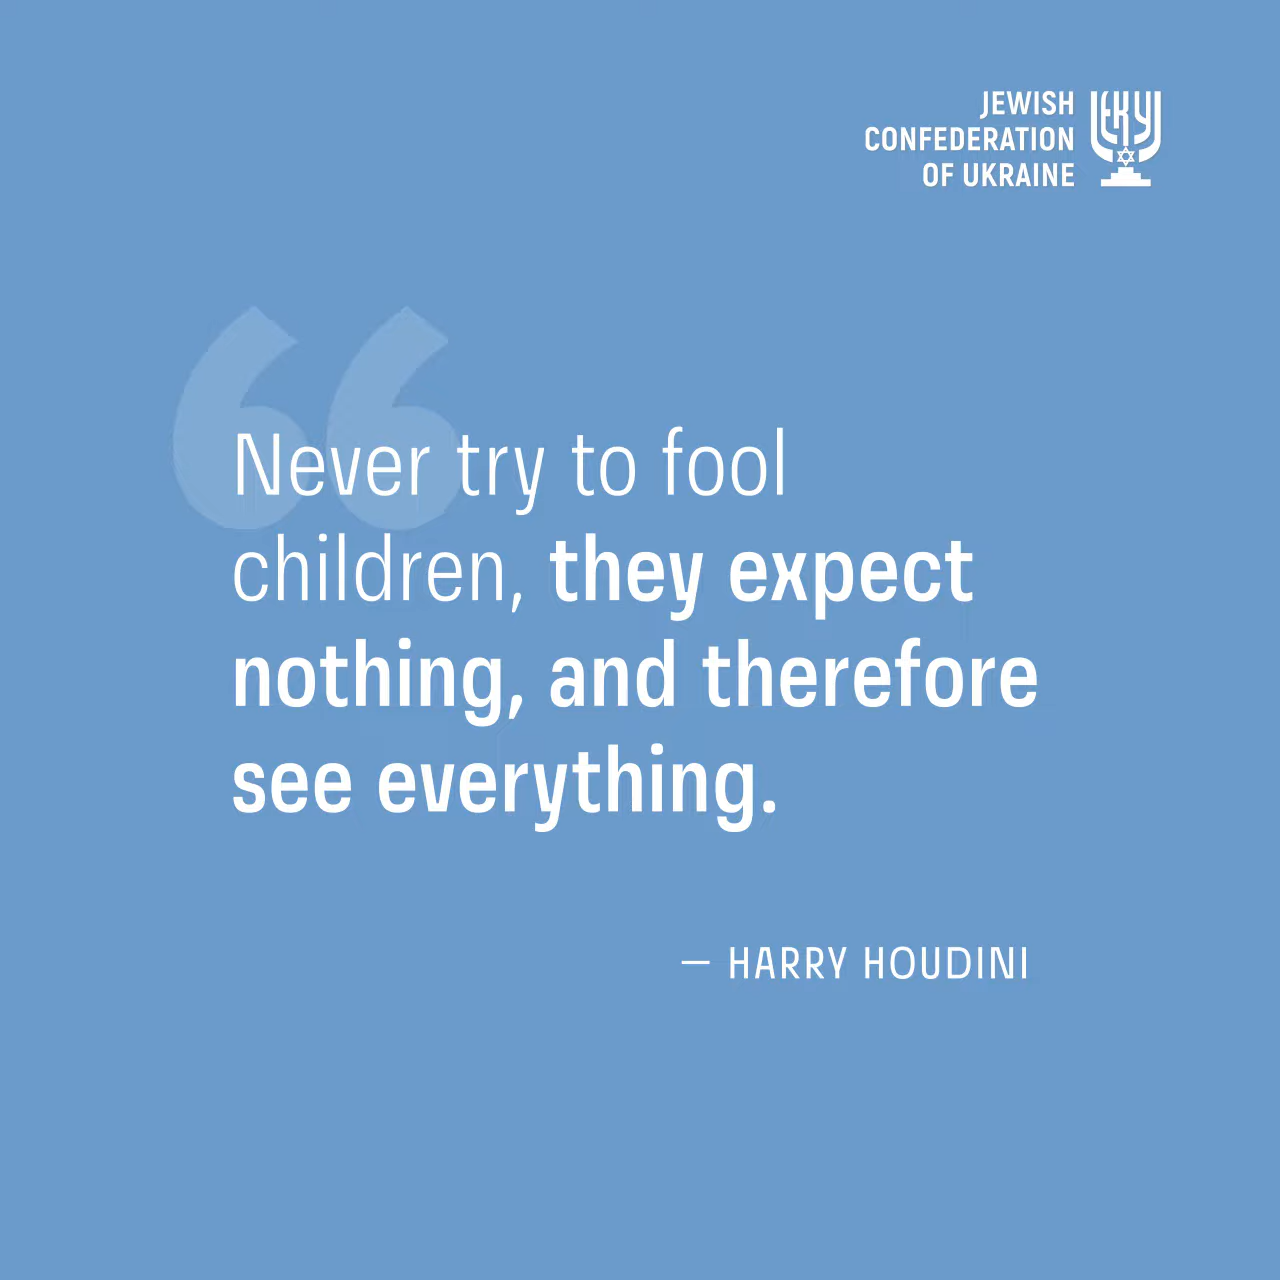 JEWISH
CONFEDERATION
OF UKRAINE
Never try to fool
children, they expect
nothing, and therefore
see everything.
— HARRY HOUDINI